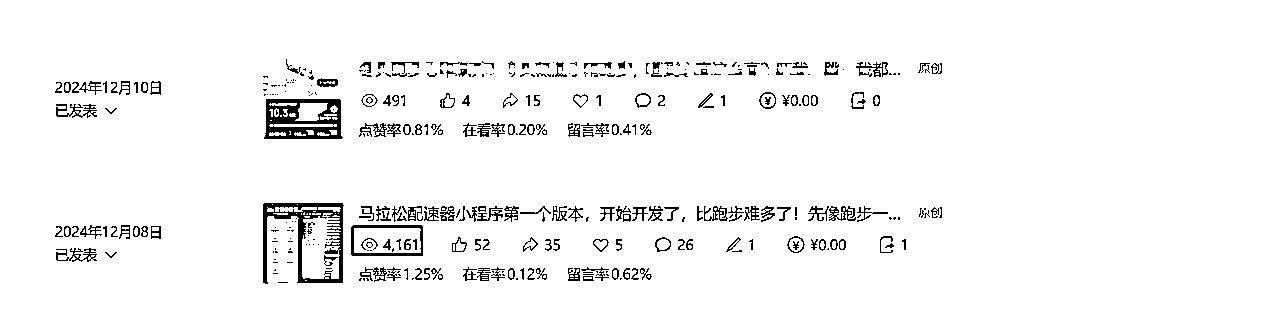 我都... 原创
2024年12月10日
491 4 15 1 2 1 ¥0.00 0
已发表
点赞率0.81% 在看率0.20% 留言率0.41%
10.3
马拉松配速器小程序第一个版本，开始开发了，比跑步难多了！先像跑步一... 原创
2024年12月08日
4,161 52 35 5 26 1 ¥0.00 1
已发表
点赞率1.25% 在看率0.12% 留言率0.62%